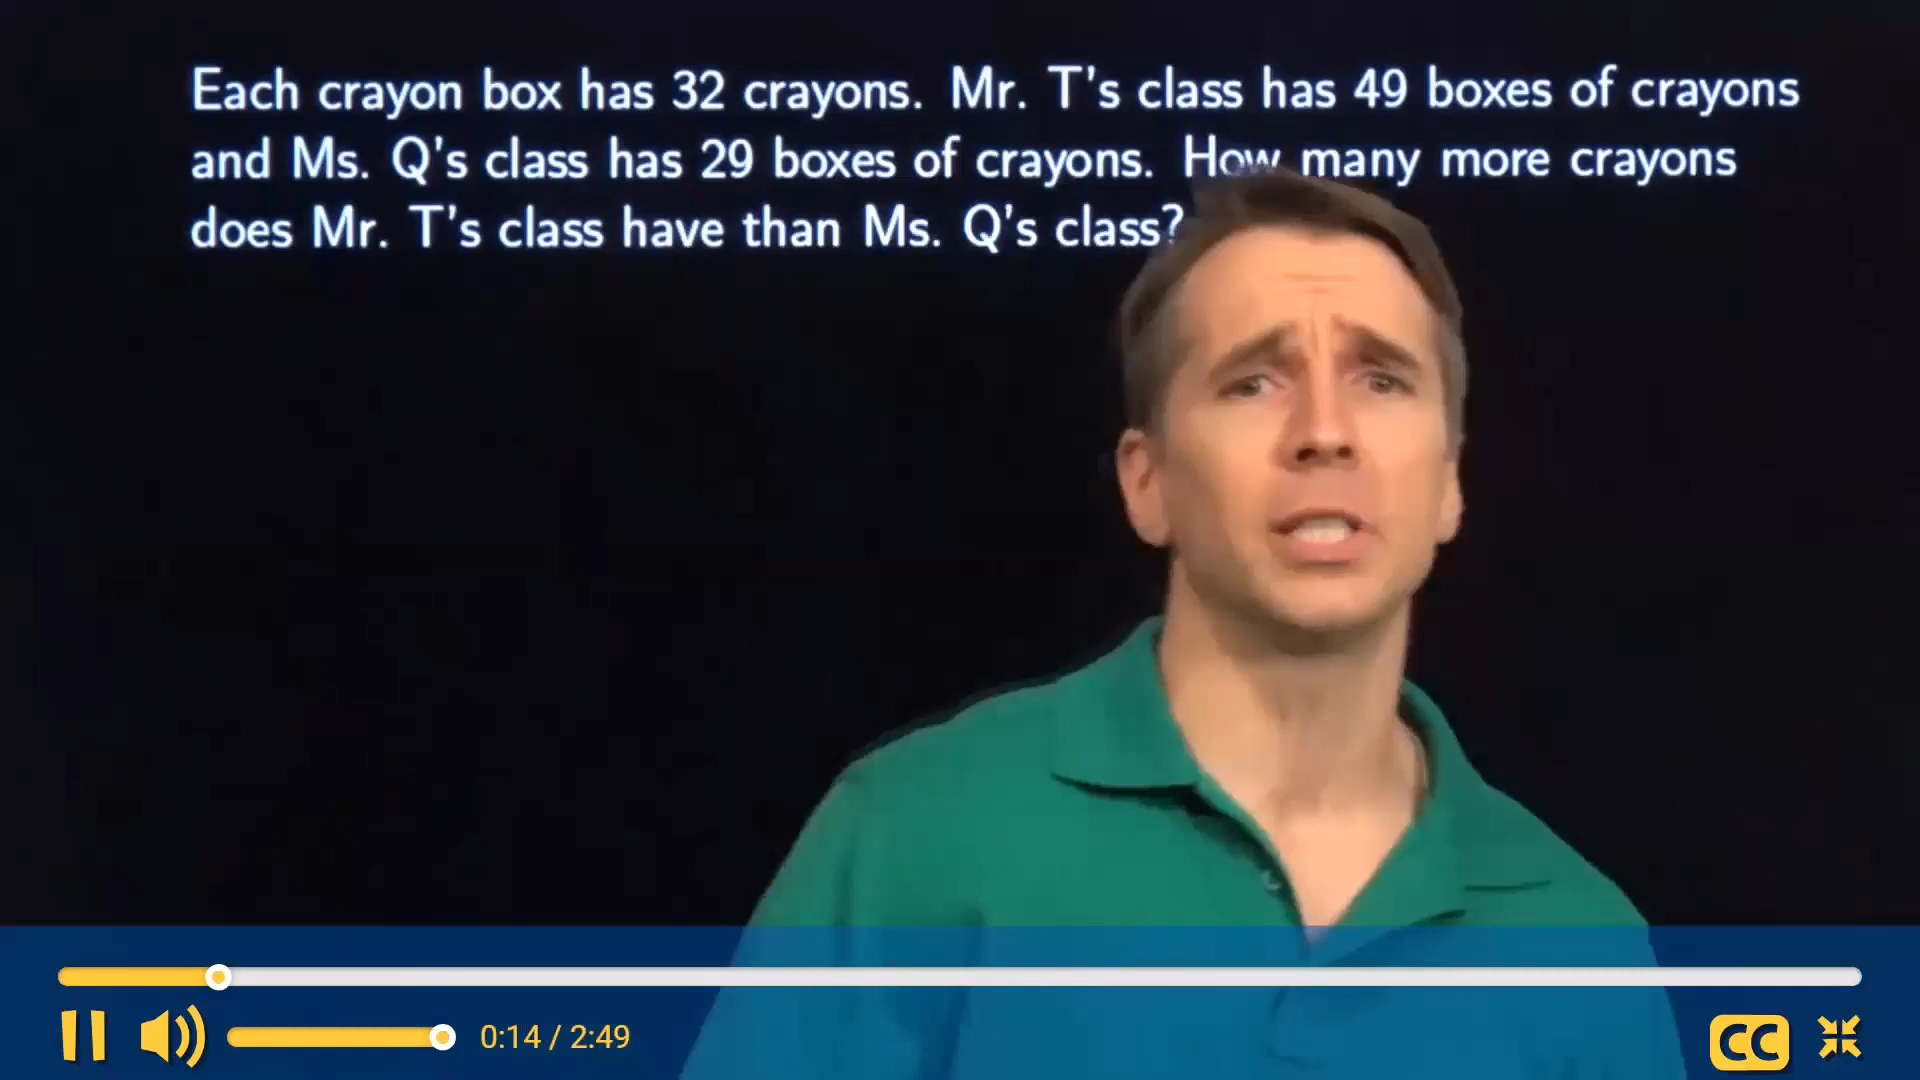 Each crayon box has 32 crayons. Mr. T's class has 49 boxes of crayons
and Ms. Q's class has 29 boxes of crayons. How many more crayons
does Mr. T's class have than Ms. Q's class?
0:14 / 2:49
CC